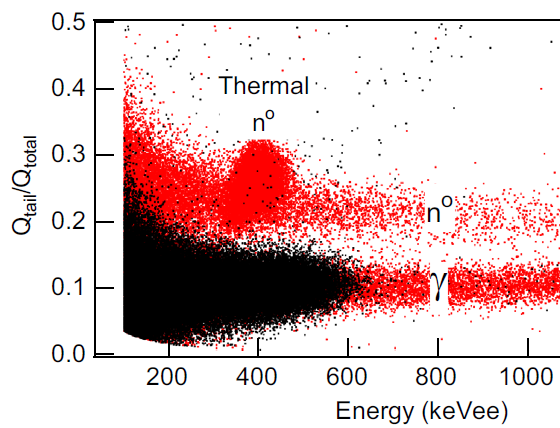 0.5
0.4
0.3
0.2
0.1
0.0
Qtail/Qtotal
Thermal
nº
nº
γ
200 400 600 800 1000
Energy (keVee)